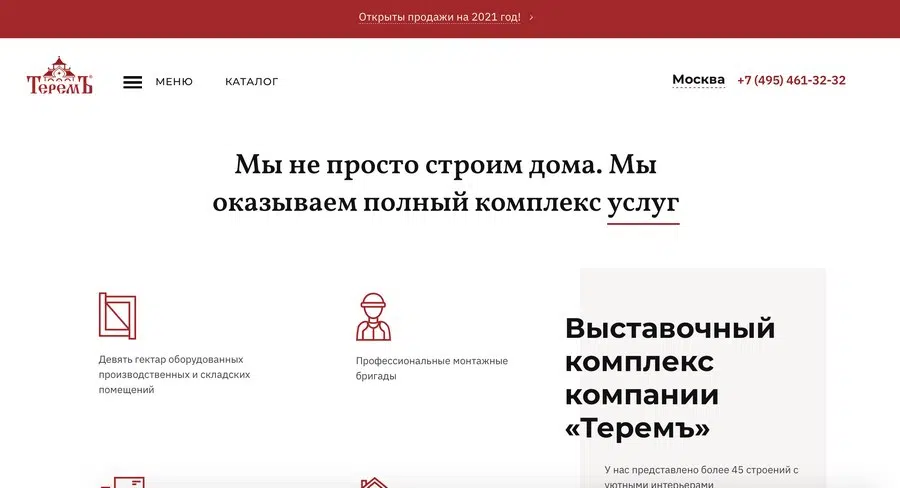 Открыты продажи на 2021 год!
ТеремЪ
МЕНЮ
КАТАЛОГ
Москва
+7 (495) 461-32-32
Мы не просто строим дома. Мы
оказываем полный комплекс услуг
Девять гектар оборудованных
производственных и складских
помещений
Профессиональные монтажные
бригады
Выставочный
комплекс
компании
«Теремъ»
У нас представлено более 45 строений с
уютными интерьерами